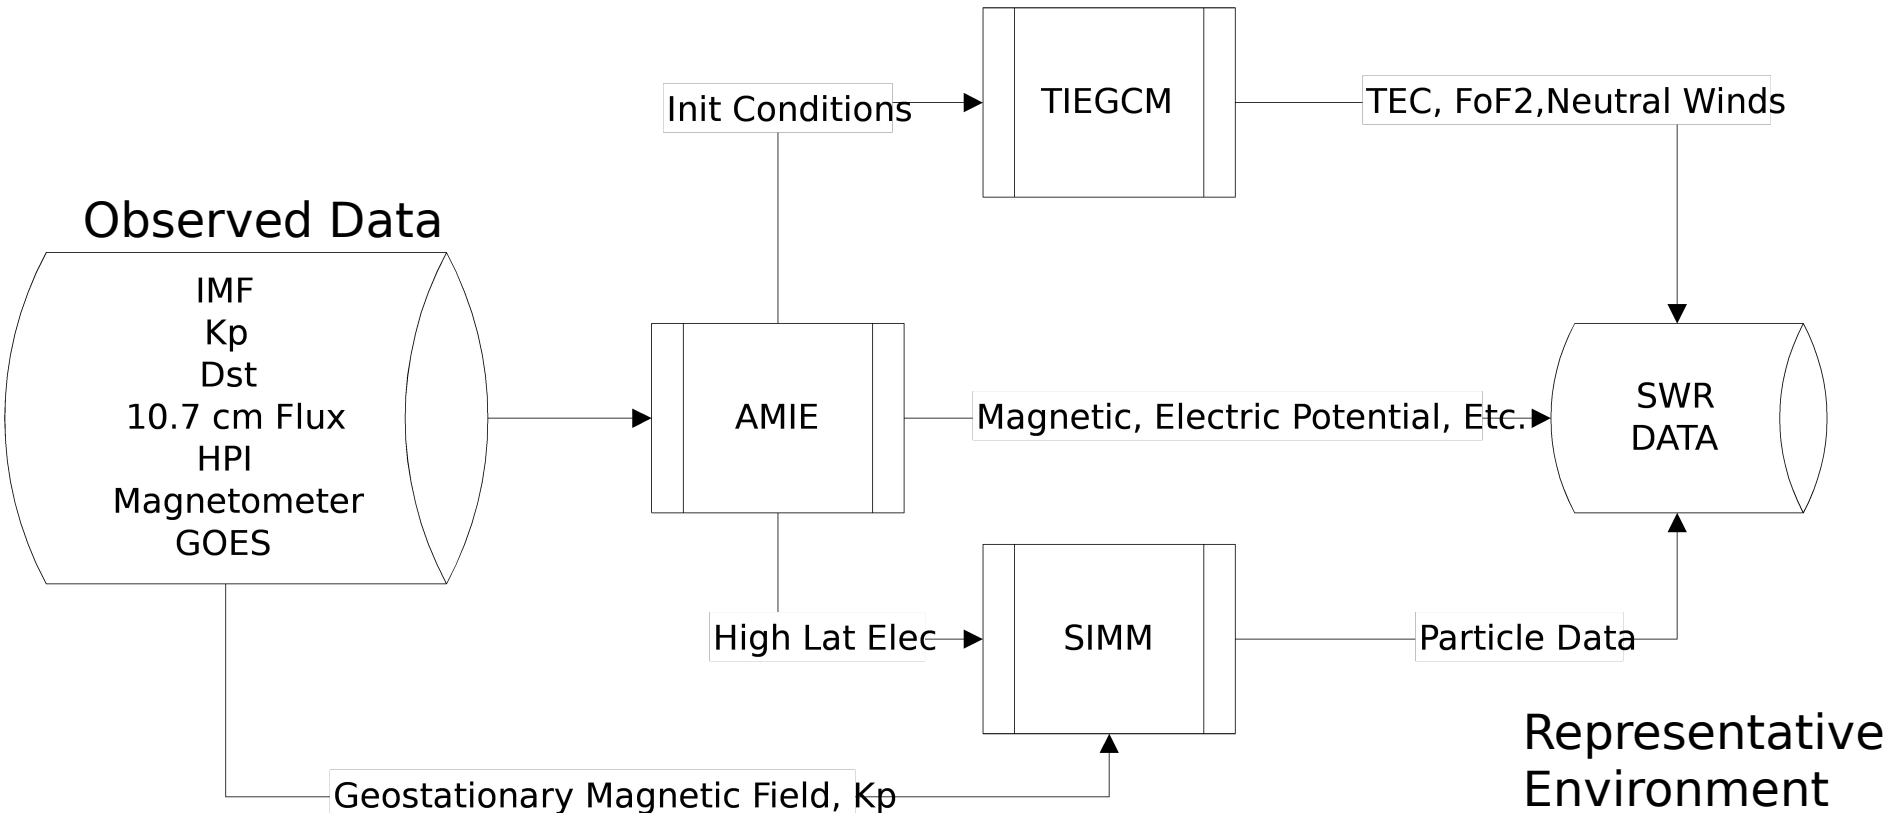 Init Conditions
TIEGCM
TEC, FoF2,Neutral Winds
Observed Data
IMF
Kp
Dst
10.7 cm Flux
HPI
Magnetometer
GOES
AMIE
Magnetic, Electric Potential, Etc.
SWR
DATA
High Lat Elec
SIMM
Particle Data
Geostationary Magnetic Field, Kp
Representative
Environment